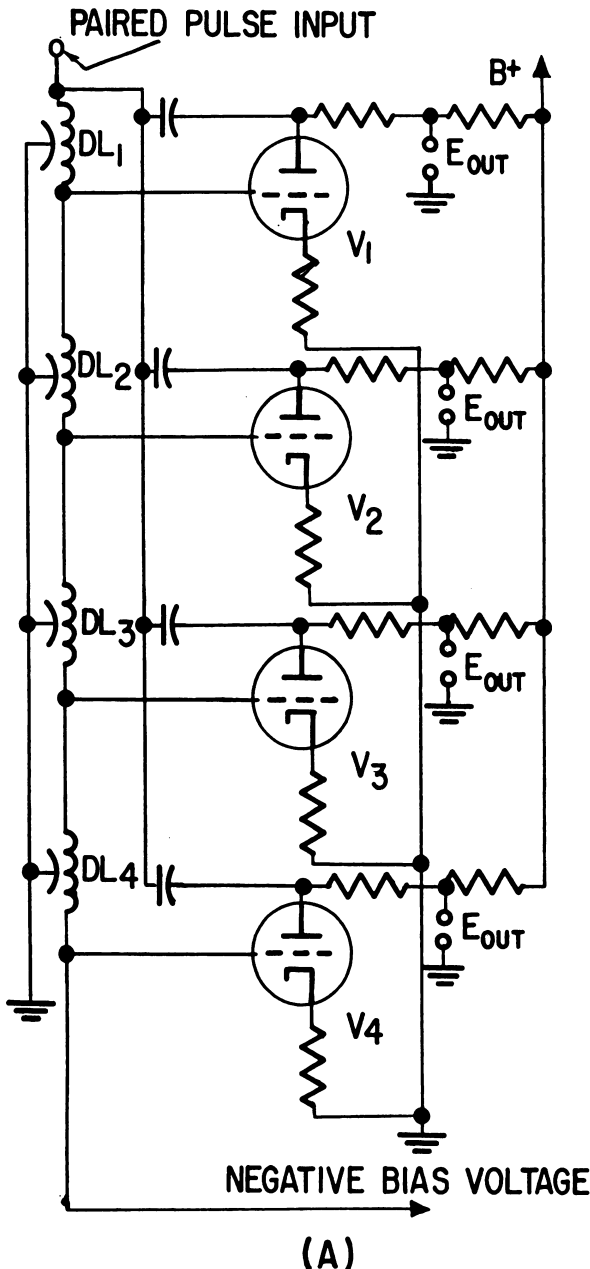 PAIRED PULSE INPUT
B+
DL1
EOUT
V1
DL2
EOUT
V2
DL3
EOUT
V3
DL4
EOUT
V4
NEGATIVE BIAS VOLTAGE
(A)